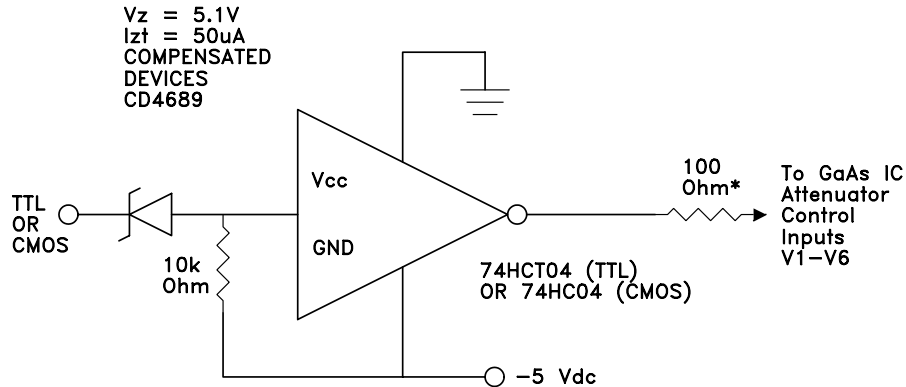 Vz = 5.1V
Izt = 50uA
COMPENSATED
DEVICES
CD4689
TTL
OR
CMOS
10k
Ohm
Vcc
GND
74HCT04 (TTL)
OR 74HC04 (CMOS)
-5 Vdc
100
Ohm*
To GaAs IC
Attenuator
Control
Inputs
V1-V6